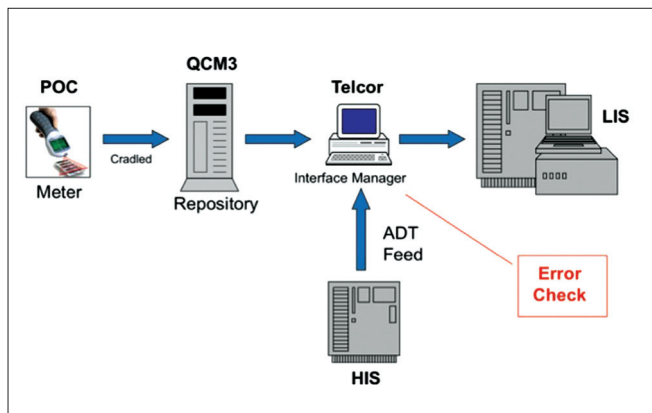 POC
Meter
Cradled
QCM3
Repository
Telcor
Interface Manager
ADT
Feed
HIS
LIS
Error
Check